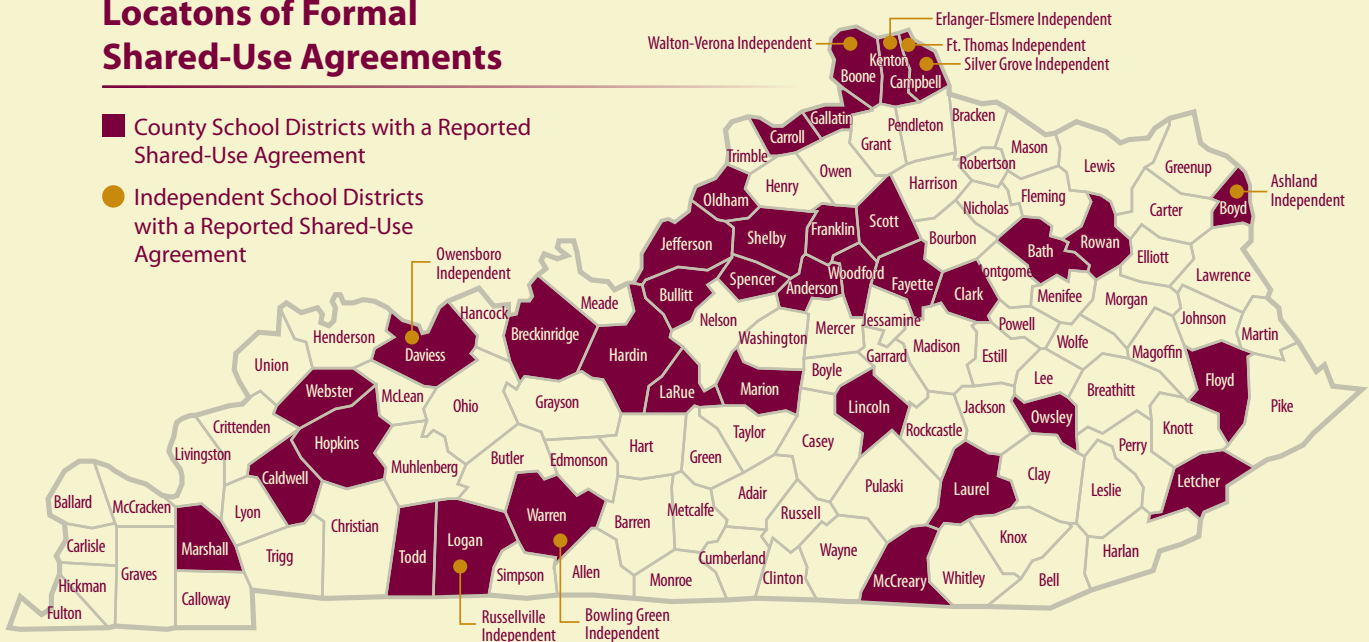 Locatons of Formal
Shared-Use Agreements
County School Districts with a Reported
Shared-Use Agreement
Independent School Districts
with a Reported Shared-Use
Agreement
Erlanger-Elsmere Independent
Walton-Verona Independent
Ft. Thomas Independent
Silver Grove Independent
Ashland
Independent
Owensboro
Independent
Russellville
Independent
Bowling Green
Independent
Boone
Kenton
Campbell
Gallatin
Carroll
Trimble
Grant
Pendleton
Bracken
Robertson
Mason
Lewis
Greenup
Boyd
Carter
Oldham
Henry
Owen
Harrison
Nicholas
Fleming
Jefferson
Shelby
Franklin
Scott
Bourbon
Bath
Rowan
Elliott
Lawrence
Bullitt
Spencer
Anderson
Woodford
Fayette
Clark
ontgome
Menifee
Morgan
Johnson
Martin
Hancock
Meade
Breckinridge
Hardin
Nelson
Washington
Mercer
Jessamine
Madison
Powell
Estill
Wolfe
Magoffin
Floyd
Pike
Henderson
Union
Daviess
Webster
McLean
Ohio
Grayson
LaRue
Marion
Boyle
Garrard
Lincoln
Rockcastle
Jackson
Lee
Owsley
Breathitt
Knott
Perry
Letcher
Crittenden
Livingston
Hopkins
Caldwell
Muhlenberg
Butler
Edmonson
Hart
Green
Taylor
Casey
Pulaski
Laurel
Clay
Leslie
Ballard
McCracken
Lyon
Christian
Marshall
Trigg
Todd
Logan
Warren
Barren
Metcalfe
Adair
Russell
Wayne
Knox
Harlan
Carlisle
Graves
Hickman
Fulton
Calloway
Simpson
Allen
Monroe
Cumberland
Clinton
McCreary
Whitley
Bell